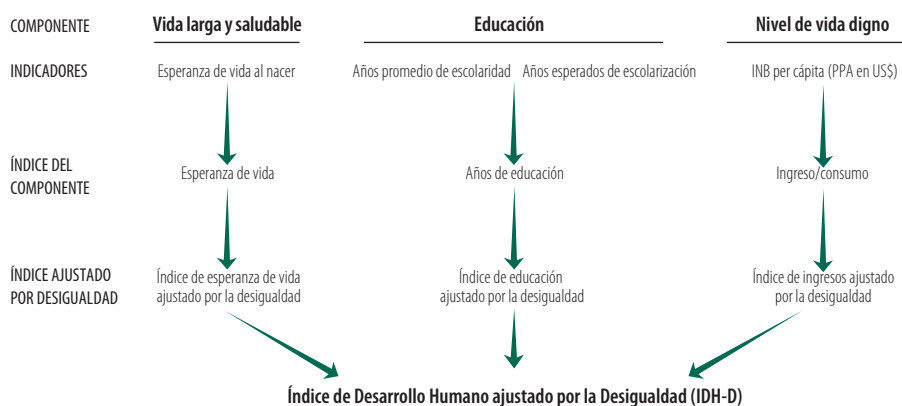 COMPONENTE
Vida larga y saludable
Educación
Nivel de vida digno
INDICADORES
Esperanza de vida al nacer
Años promedio de escolaridad
Años esperados de escolarización
INB per cápita (PPA en US$)
ÍNDICE DEL
COMPONENTE
Esperanza de vida
Años de educación
Ingreso/consumo
ÍNDICE AJUSTADO
POR DESIGUALDAD
Índice de esperanza de vida
ajustado por la desigualdad
Índice de educación
ajustado por la desigualdad
Índice de ingresos ajustado
por la desigualdad
Índice de Desarrollo Humano ajustado por la Desigualdad (IDH-D)